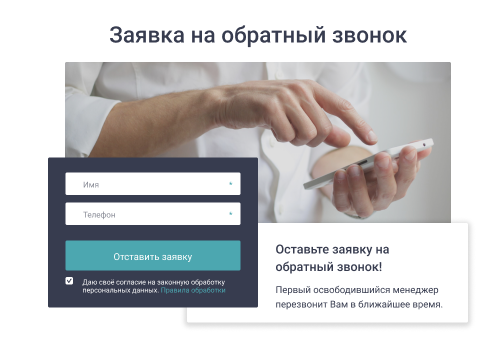 Заявка на обратный звонок
Имя *
Телефон *
Отставить заявку
Даю своё согласие на законную обработку
персональных данных. Правила обработки
Оставьте заявку на
обратный звонок!
Первый освободившийся менеджер
перезвонит Вам в ближайшее время.